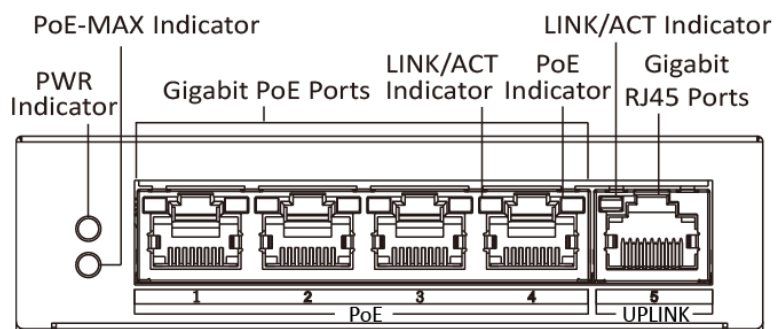 PoE-MAX Indicator
LINK/ACT Indicator
PWR
Indicator
Gigabit PoE Ports
LINK/ACT
Indicator
PoE
Indicator
Gigabit
RJ45 Ports
1 2 3 4 5
PoE UPLINK